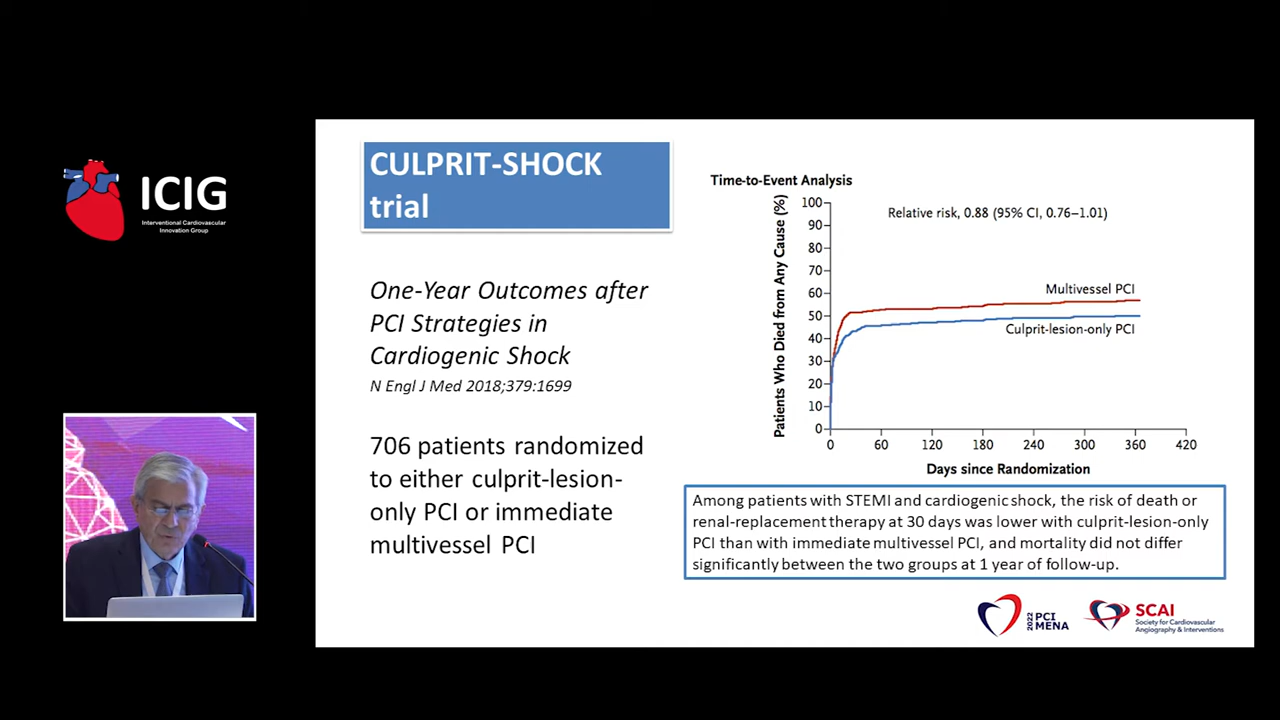 ICIG
Interventional Cardiovascular
Innovation Group
CULPRIT-SHOCK
trial
One-Year Outcomes after
PCI Strategies in
Cardiogenic Shock
N Engl J Med 2018;379:1699
706 patients randomized
to either culprit-lesion-
only PCI or immediate
multivessel PCI
Time-to-Event Analysis
Patients Who Died from Any Cause (%)
100
90
80
70
60
50
40
30
20
10
0
Relative risk, 0.88 (95% CI, 0.76–1.01)
Multivessel PCI
Culprit-lesion-only PCI
0 60 120 180 240 300 360 420
Days since Randomization
Among patients with STEMI and cardiogenic shock, the risk of death or
renal-replacement therapy at 30 days was lower with culprit-lesion-only
PCI than with immediate multivessel PCI, and mortality did not differ
significantly between the two groups at 1 year of follow-up.
2022 PCI
MENA
SCAI
Society for Cardiovascular
Angiography & Interventions